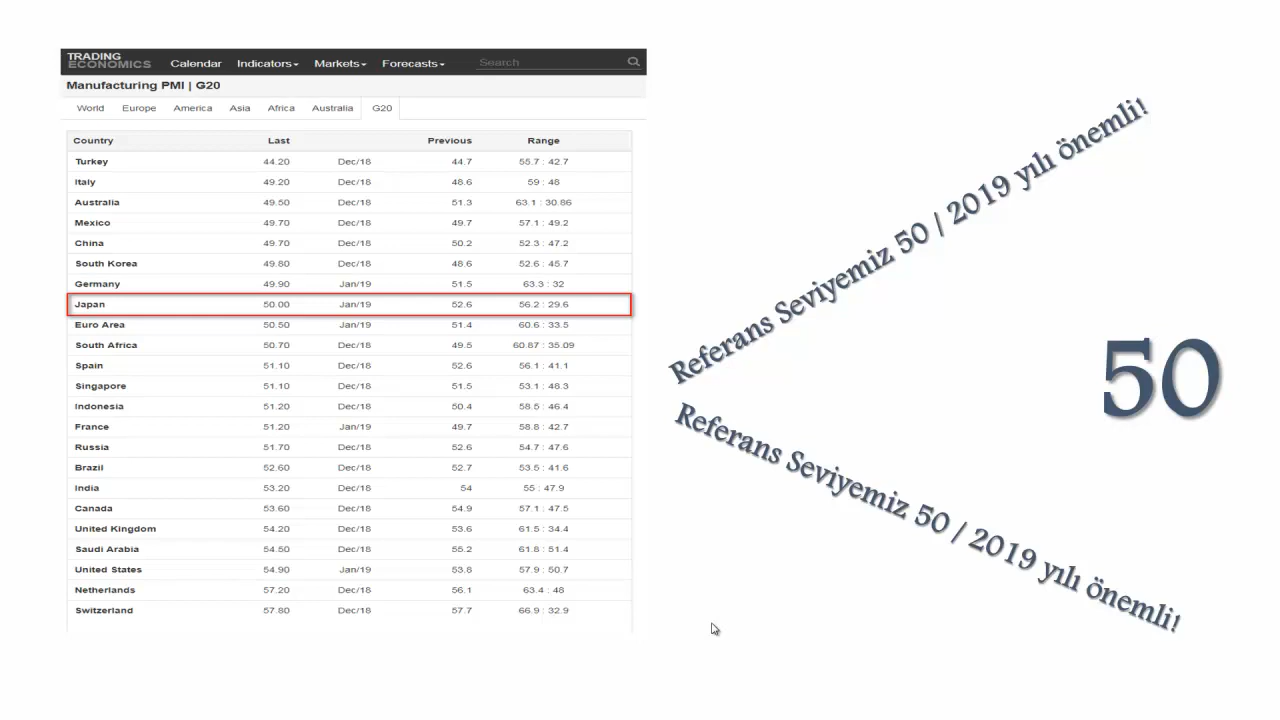 TRADING
ECONOMICS
Calendar Indicators Markets Forecasts Search
Manufacturing PMI | G20
World Europe America Asia Africa Australia G20
Country Last Previous Range
Turkey 44.20 Dec/18 44.7 55.7 : 42.7
Italy 49.20 Dec/18 48.6 59 : 48
Australia 49.50 Dec/18 51.3 63.1 : 30.86
Mexico 49.70 Dec/18 49.7 57.1 : 49.2
China 49.70 Dec/18 50.2 52.3 : 47.2
South Korea 49.80 Dec/18 48.6 52.6 : 45.7
Germany 49.90 Jan/19 51.5 63.3 : 32
Japan 50.00 Jan/19 52.6 56.2 : 29.6
Euro Area 50.50 Jan/19 51.4 60.6 : 33.5
South Africa 50.70 Dec/18 49.5 60.87 : 35.09
Spain 51.10 Dec/18 52.6 56.1 : 41.1
Singapore 51.10 Dec/18 51.5 53.1 : 48.3
Indonesia 51.20 Dec/18 50.4 58.5 : 46.4
France 51.20 Jan/19 49.7 58.8 : 42.7
Russia 51.70 Dec/18 52.6 54.7 : 47.6
Brazil 52.60 Dec/18 52.7 53.5 : 41.6
India 53.20 Dec/18 54 55 : 47.9
Canada 53.60 Dec/18 54.9 57.1 : 47.5
United Kingdom 54.20 Dec/18 53.6 61.5 : 34.4
Saudi Arabia 54.50 Dec/18 55.2 61.8 : 51.4
United States 54.90 Jan/19 53.8 57.9 : 50.7
Netherlands 57.20 Dec/18 56.1 63.4 : 48
Switzerland 57.80 Dec/18 57.7 66.9 : 32.9
Referans Seviyemiz 50 / 2019 yılı önemli!
50
Referans Seviyemiz 50 / 2019 yılı önemli!